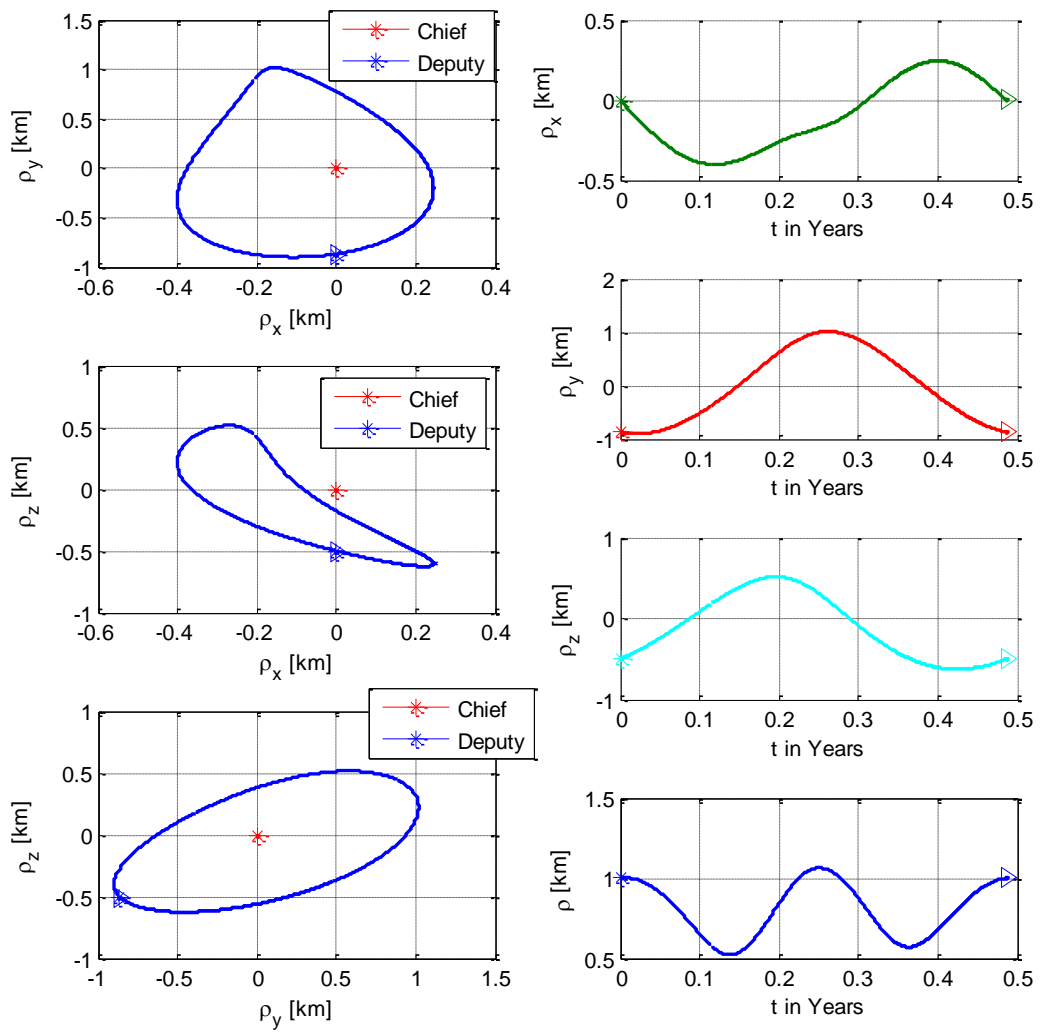 1.5
1
0.5
0
-0.5
-1
-0.6 -0.4 -0.2 0 0.2 0.4
ρy [km]
ρx [km]
Chief
Deputy
1
0.5
0
-0.5
-1
-0.6 -0.4 -0.2 0 0.2 0.4
ρz [km]
ρx [km]
Chief
Deputy
1
0.5
0
-0.5
-1
-1 -0.5 0 0.5 1 1.5
ρz [km]
ρy [km]
Chief
Deputy
0.5
0
-0.5
0 0.1 0.2 0.3 0.4 0.5
ρx [km]
t in Years
2
1
0
-1
0 0.1 0.2 0.3 0.4 0.5
ρy [km]
t in Years
1
0
-1
0 0.1 0.2 0.3 0.4 0.5
ρz [km]
t in Years
1.5
1
0.5
0 0.1 0.2 0.3 0.4 0.5
ρ [km]
t in Years